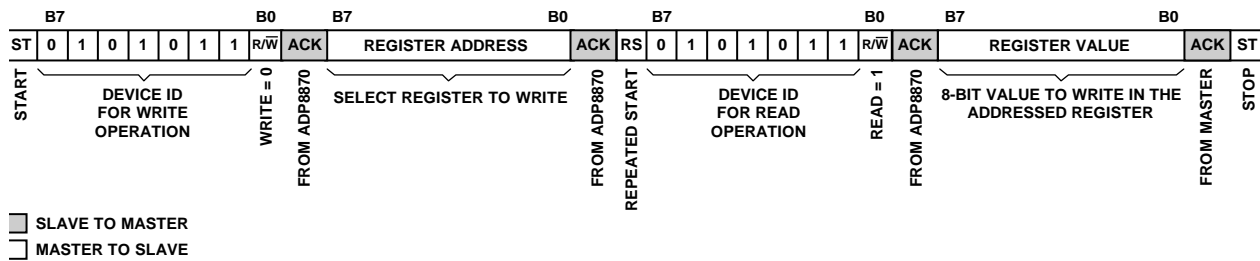 B7 B0 B7 B0 B7 B0 B7 B0
ST 0 1 0 1 0 1 1 R/W̅ ACK REGISTER ADDRESS ACK RS 0 1 0 1 0 1 1 R/W̅ ACK REGISTER VALUE ACK ST
START
DEVICE ID
FOR WRITE
OPERATION
WRITE = 0
FROM ADP8870
SELECT REGISTER TO WRITE
FROM ADP8870
REPEATED START
DEVICE ID
FOR READ
OPERATION
READ = 1
FROM ADP8870
8-BIT VALUE TO WRITE IN THE
ADDRESSED REGISTER
FROM MASTER
STOP
SLAVE TO MASTER
MASTER TO SLAVE